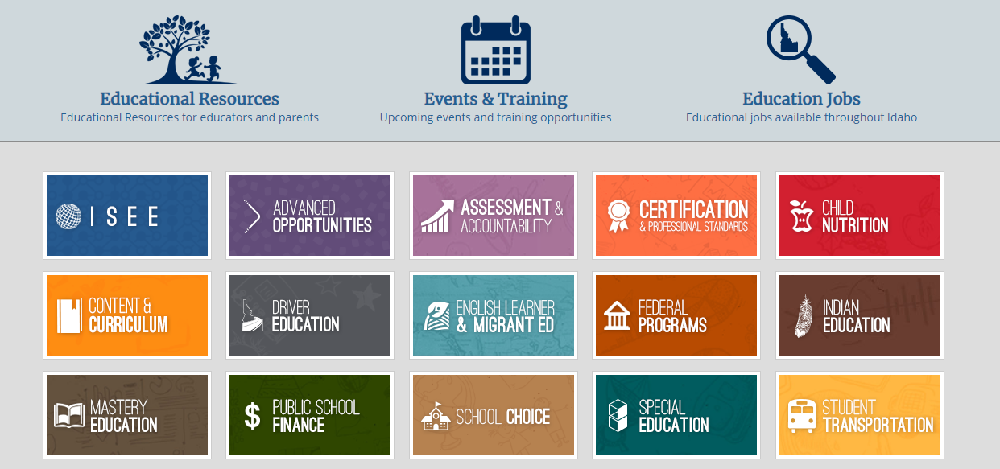 Educational Resources
Educational Resources for educators and parents
Events & Training
Upcoming events and training opportunities
Education Jobs
Educational jobs available throughout Idaho
ISEE
ADVANCED
OPPORTUNITIES
ASSESSMENT &
ACCOUNTABILITY
CERTIFICATION
& PROFESSIONAL STANDARDS
CHILD
NUTRITION
CONTENT &
CURRICULUM
DRIVER
EDUCATION
ENGLISH LEARNER
& MIGRANT ED
FEDERAL
PROGRAMS
INDIAN
EDUCATION
MASTERY
EDUCATION
$
PUBLIC SCHOOL
FINANCE
SCHOOL CHOICE
SPECIAL
EDUCATION
STUDENT
TRANSPORTATION